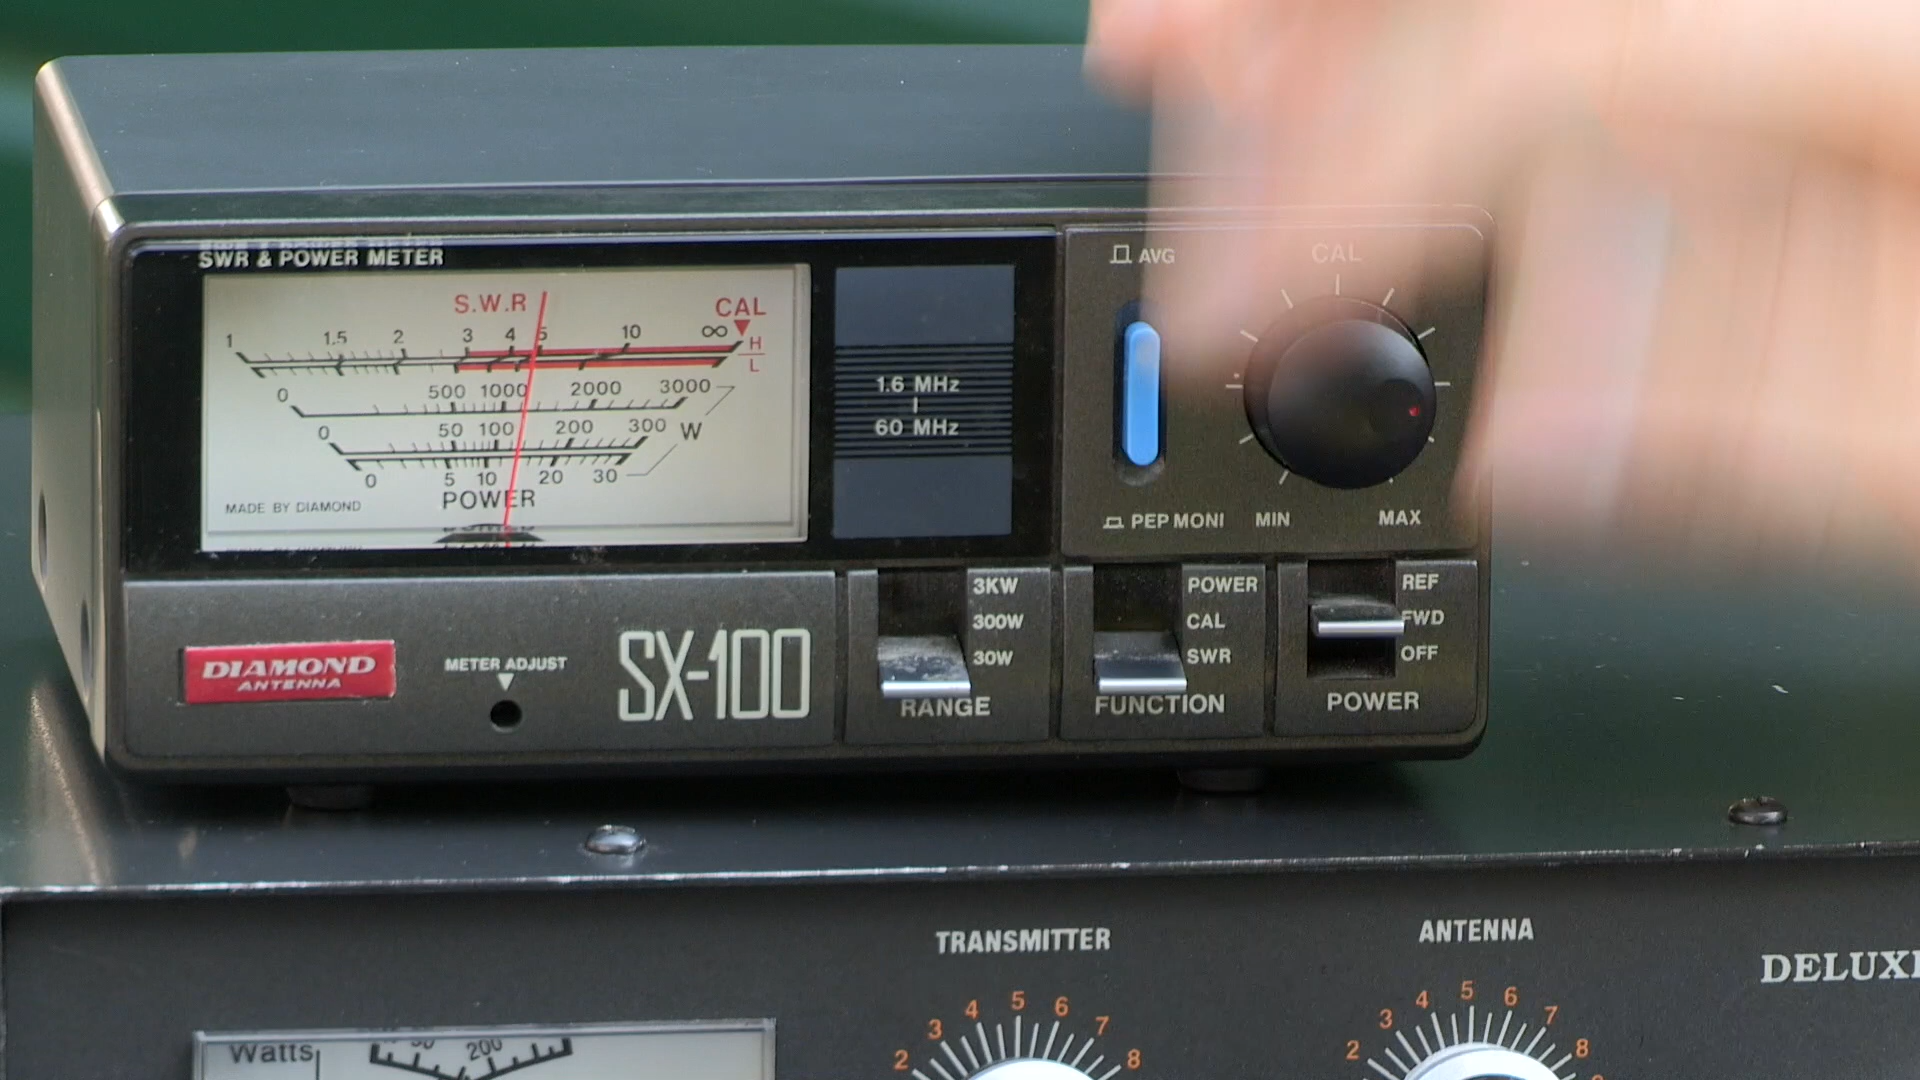 SWR & POWER METER
S.W.R
CAL
1 1.5 2 3 4 5 10 ∞
H
L
0 500 1000 2000 3000
0 50 100 200 300 W
0 5 10 20 30
POWER
MADE BY DIAMOND
1.6 MHz
60 MHz
AVG
PEP MONI
CAL
MIN MAX
DIAMOND
ANTENNA
METER ADJUST
SX-100
3KW
300W
30W
RANGE
POWER
CAL
SWR
FUNCTION
REF
FWD
OFF
POWER
TRANSMITTER
2 3 4 5 6 7 8
ANTENNA
2 3 4 5 6 7 8
Watts
200